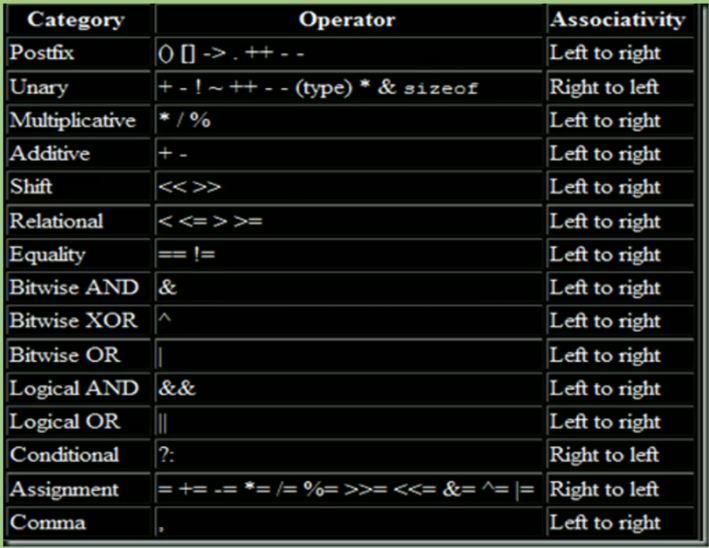 Category Operator Associativity
Postfix () [] -> . ++ - - Left to right
Unary + - ! ~ ++ - - (type) * & sizeof Right to left
Multiplicative * / % Left to right
Additive + - Left to right
Shift << >> Left to right
Relational < <= > >= Left to right
Equality == != Left to right
Bitwise AND & Left to right
Bitwise XOR ^ Left to right
Bitwise OR | Left to right
Logical AND && Left to right
Logical OR || Left to right
Conditional ?: Right to left
Assignment = += -= *= /= %= >>= <<= &= ^= |= Right to left
Comma , Left to right